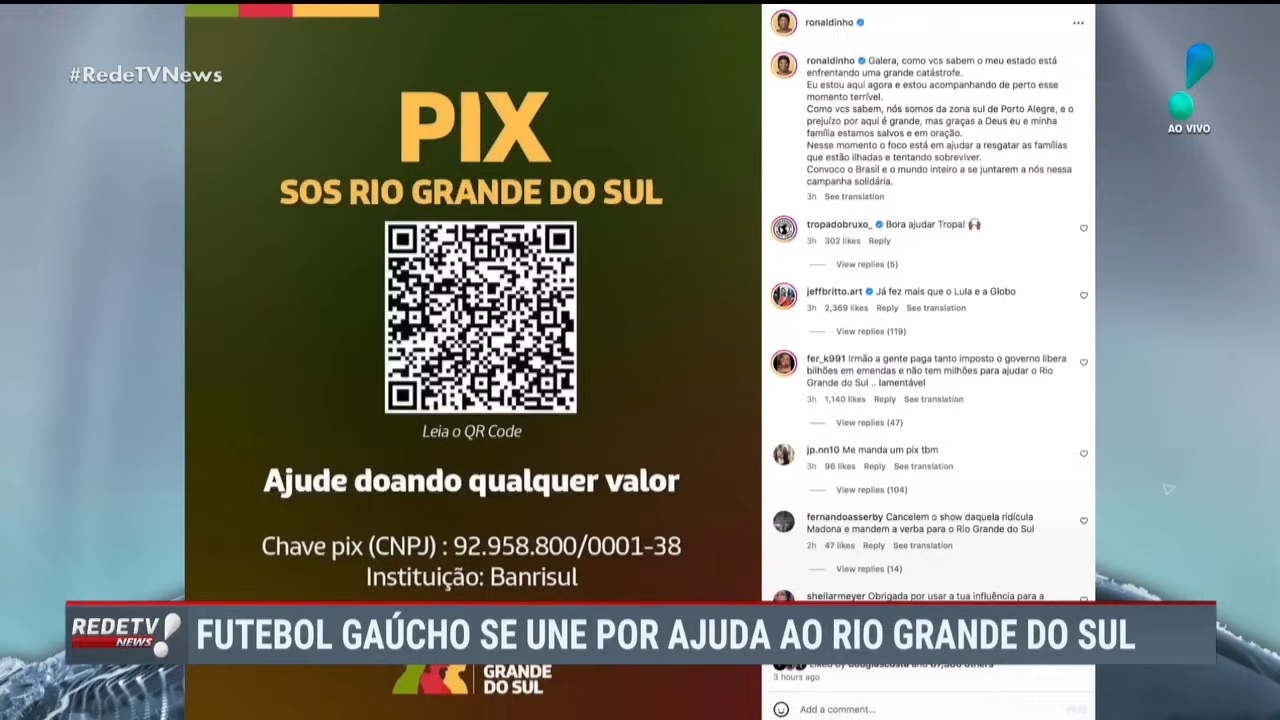 #RedeTVNews
AO VIVO
PIX
SOS RIO GRANDE DO SUL
Leia o QR Code
Ajude doando qualquer valor
Chave pix (CNPJ) : 92.958.800/0001-38
Instituição: Banrisul
GRANDE
DO SUL
ronaldinho
ronaldinho Galera, como vcs sabem o meu estado está
enfrentando uma grande catástrofe.
Eu estou aqui agora e estou acompanhando de perto esse
momento terrível.
Como vcs sabem, nós somos da zona sul de Porto Alegre, e o
prejuízo por aqui é grande, mas graças a Deus eu e minha
família estamos salvos e em oração.
Nesse momento o foco está em ajudar a resgatar as famílias
que estão ilhadas e tentando sobreviver.
Convoco o Brasil e o mundo inteiro a se juntarem a nós nessa
campanha solidária.
3h See translation
tropadobruxo_ Bora ajudar Tropa!
3h 302 likes Reply
View replies (5)
jeffbritto.art Já fez mais que o Lula e a Globo
3h 2,369 likes Reply See translation
View replies (119)
fer_k991 Irmão a gente paga tanto imposto o governo libera
bilhões em emendas e não tem milhões para ajudar o Rio
Grande do Sul .. lamentável
3h 1,140 likes Reply See translation
View replies (47)
jp.nn10 Me manda um pix tbm
3h 96 likes Reply See translation
View replies (104)
fernandoasserby Cancelem o show daquela ridícula
Madona e mandem a verba para o Rio Grande do Sul
2h 47 likes Reply See translation
View replies (14)
sheilarmeyer Obrigada por usar a tua influência para a
REDETV
NEWS
FUTEBOL GAÚCHO SE UNE POR AJUDA AO RIO GRANDE DO SUL
3 hours ago
Add a comment...